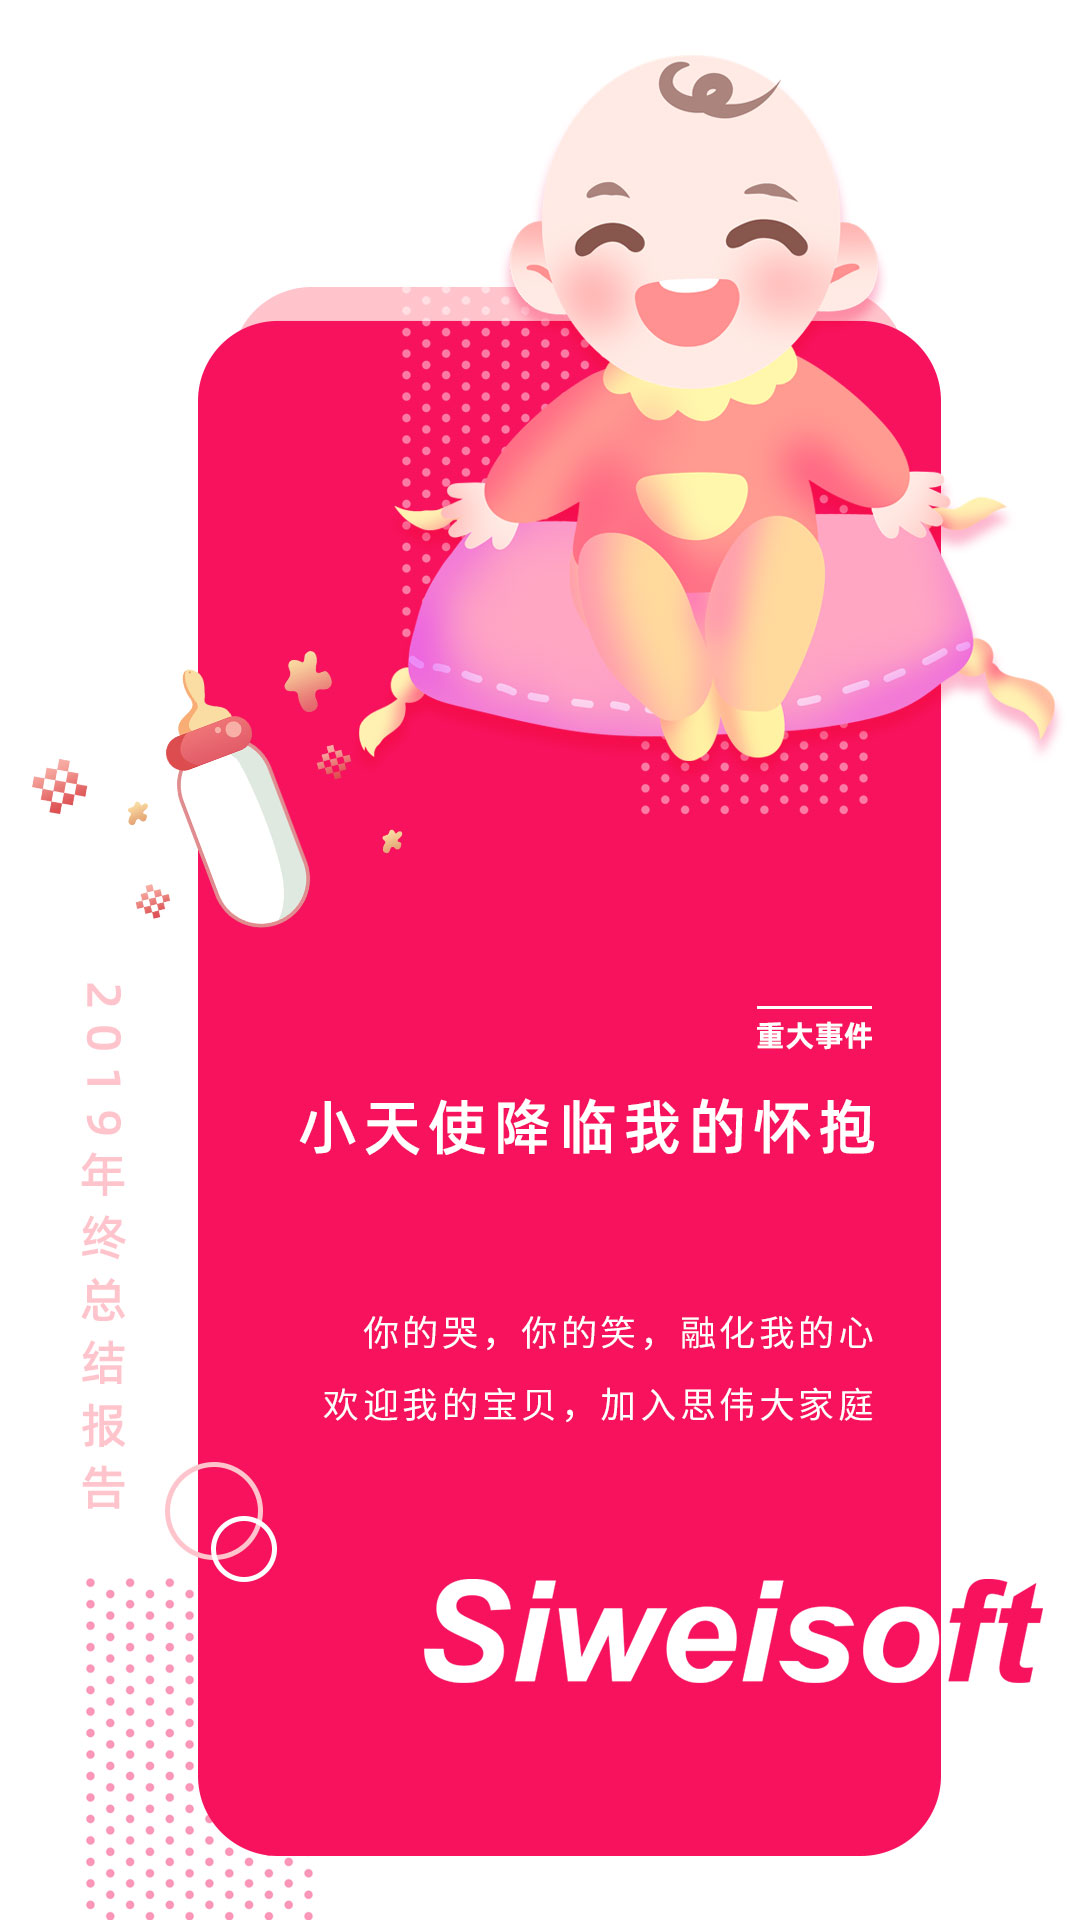 重大事件
小天使降临我的怀抱
你的哭，你的笑，融化我的心
欢迎我的宝贝，加入思伟大家庭
2019年终总结报告
Siweisoft